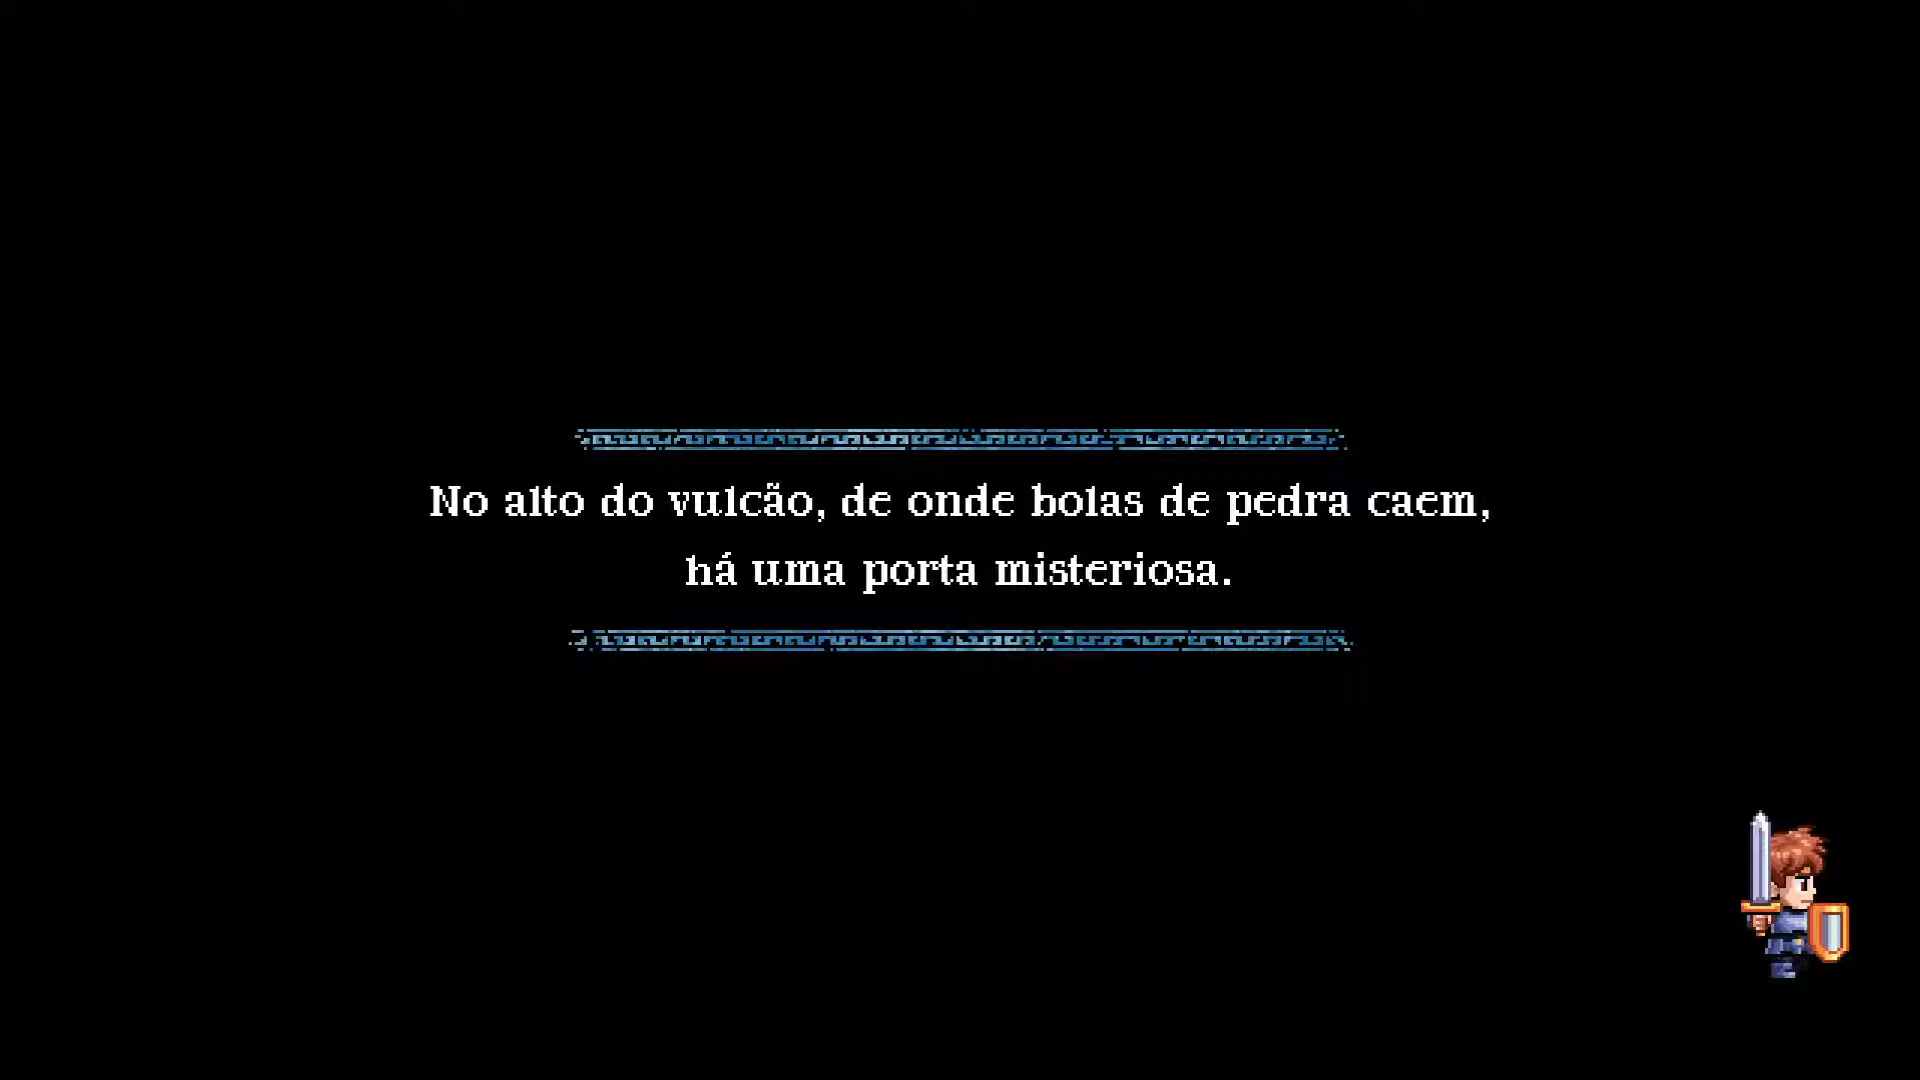 No alto do vulcão, de onde bolas de pedra caem,
há uma porta misteriosa.